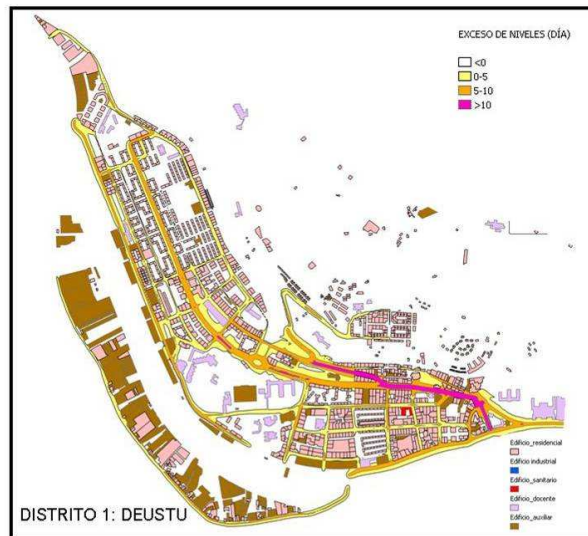 EXCESO DE NIVELES (DÍA)
<0
0-5
5-10
>10
Edificio_residencial
Edificio industrial
Edificio_sanitario
Edificio_docente
Edificio_auxiliar
DISTRITO 1: DEUSTU